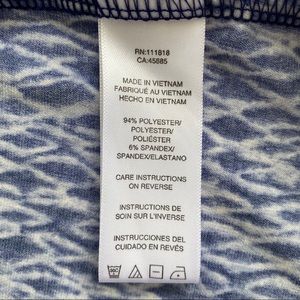 RN:111818
CA:45885
MADE IN VIETNAM
FABRIQUÉ AU VIETNAM
HECHO EN VIETNAM
94% POLYESTER/
POLYESTER/
POLIÉSTER
6% SPANDEX/
SPANDEX/ELASTANO
CARE INSTRUCTIONS
ON REVERSE
INSTRUCTIONS DE
SOIN SUR L'INVERSE
INSTRUCCIONES DEL
CUIDADO EN REVÉS